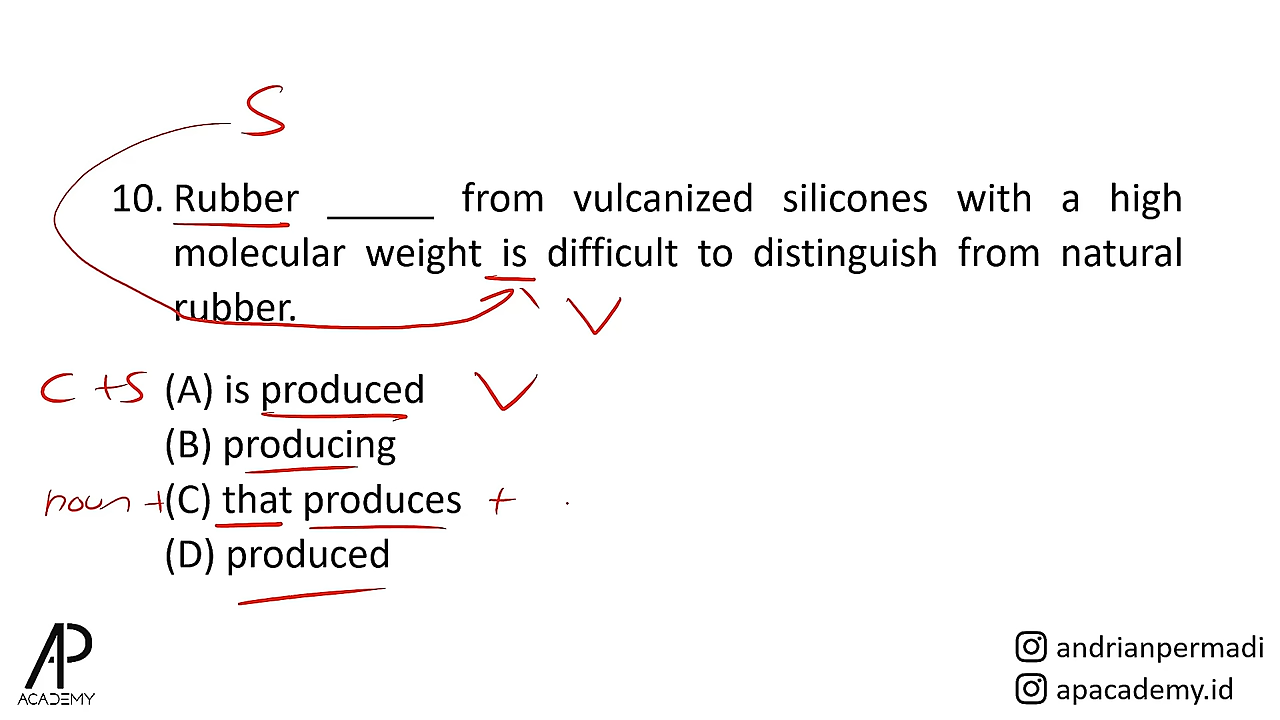 S
10. Rubber _____ from vulcanized silicones with a high
molecular weight is difficult to distinguish from natural
rubber.
V
C +S (A) is produced V
(B) producing
noun + (C) that produces +
(D) produced
AP
ACADEMY
andrianpermadi
apacademy.id